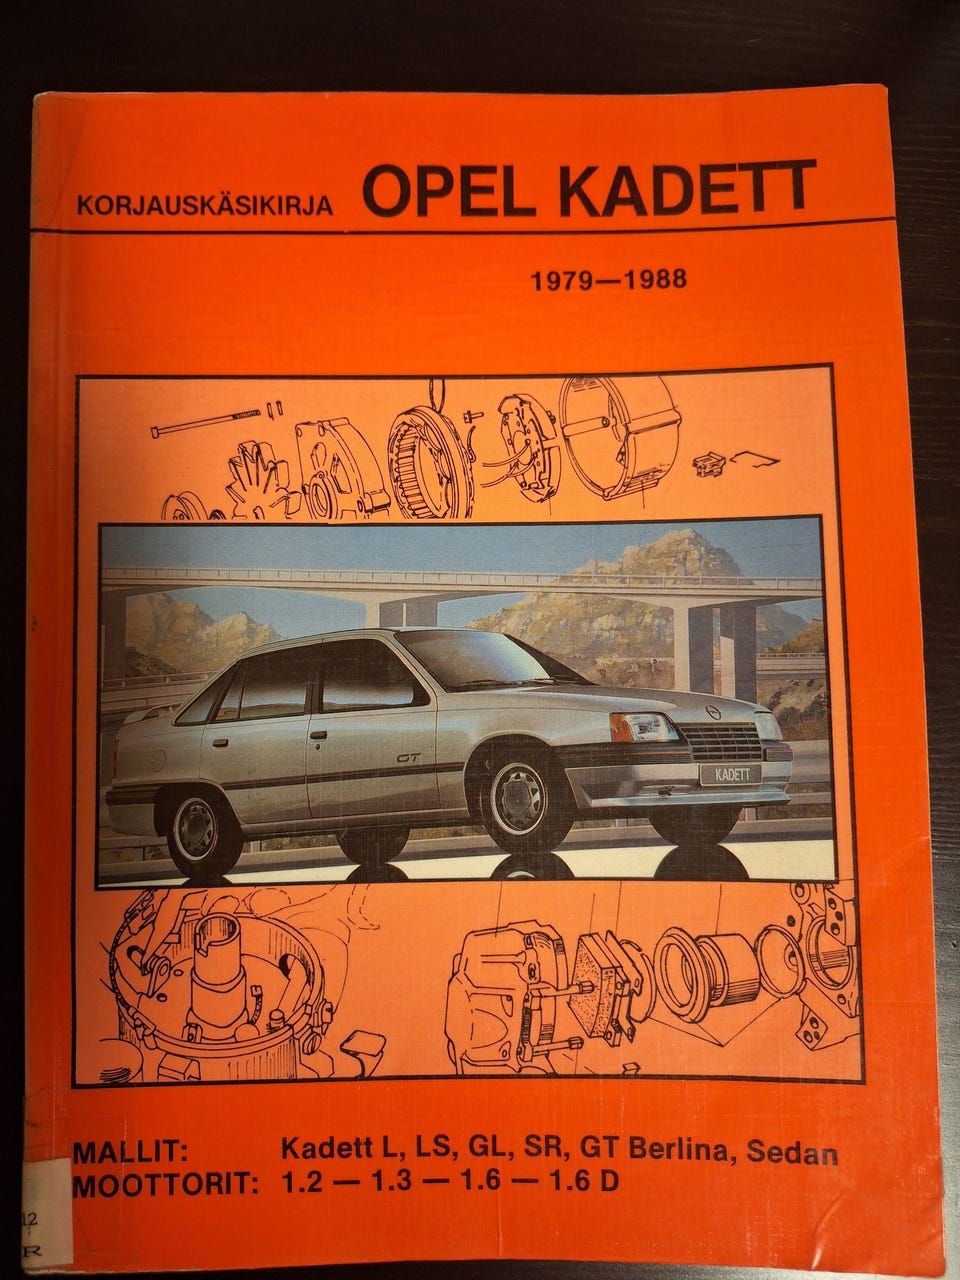 KORJAUSKÄSIKIRJA OPEL KADETT
1979—1988
GT
KADETT
MALLIT: Kadett L, LS, GL, SR, GT Berlina, Sedan
MOOTTORIT: 1.2 — 1.3 — 1.6 — 1.6 D
12
R